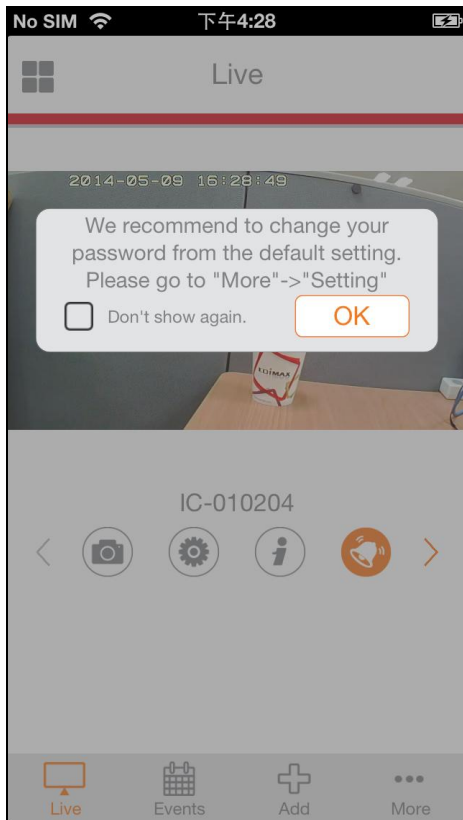 No SIM 下午4:28
Live
2014-05-09 16:28:49
We recommend to change your
password from the default setting.
Please go to "More"->"Setting"
Don't show again.
OK
EDIMAX
IC-010204
Live
Events
Add
More